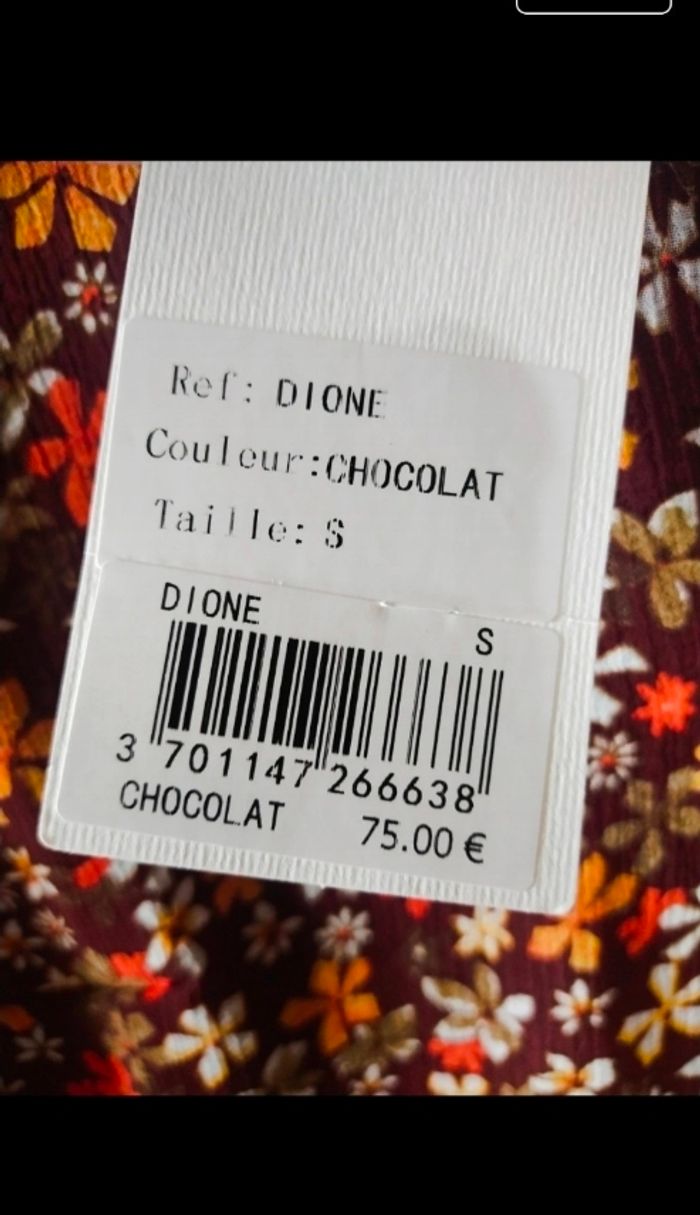 Ref: DIONE
Couleur:CHOCOLAT
Taille: S
DIONE
S
3 701147 266638
CHOCOLAT 75.00 €